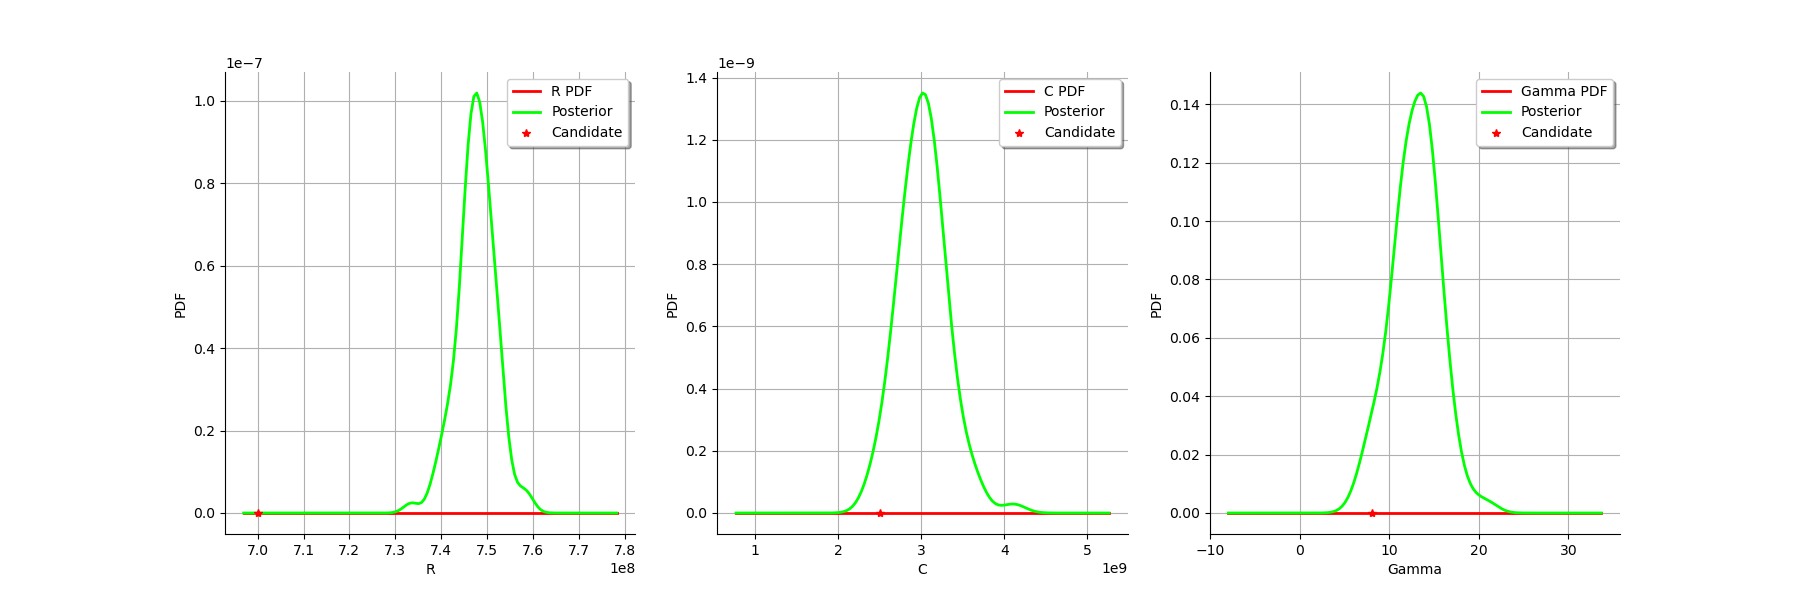 1e−7
R PDF
Posterior
Candidate
1.0
0.8
0.6
0.4
0.2
0.0
PDF
7.0 7.1 7.2 7.3 7.4 7.5 7.6 7.7 7.8
R
1e8
1e−9
C PDF
Posterior
Candidate
1.4
1.2
1.0
0.8
0.6
0.4
0.2
0.0
PDF
1 2 3 4 5
C
1e9
Gamma PDF
Posterior
Candidate
0.14
0.12
0.10
0.08
0.06
0.04
0.02
0.00
PDF
−10 0 10 20 30
Gamma